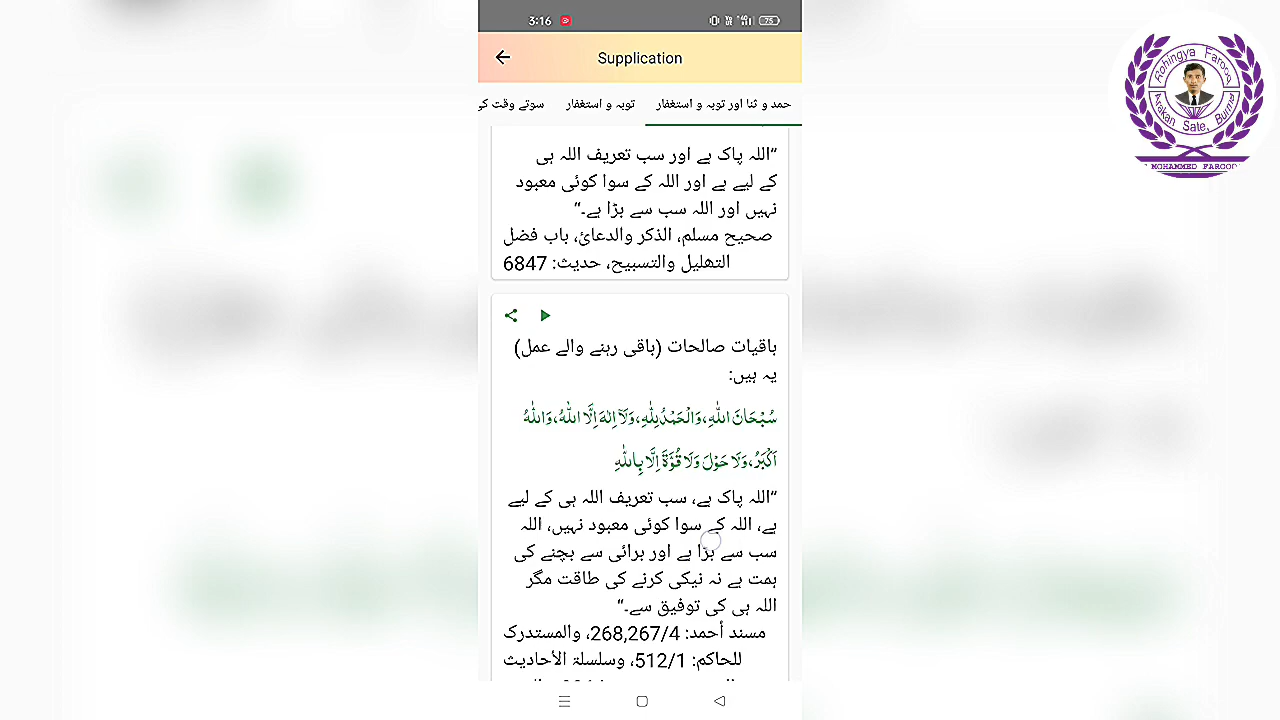 3:16
75
Supplication
حمد و ثنا اور توبہ و استغفار
توبہ و استغفار
سوتے وقت کی
“اللہ پاک ہے اور سب تعریف اللہ ہی
کے لیے ہے اور اللہ کے سوا کوئی معبود
نہیں اور اللہ سب سے بڑا ہے۔“
صحیح مسلم، الذکر والدعائ، باب فضل
التھلیل والتسبیح، حدیث: 6847
باقیات صالحات (باقی رہنے والے عمل)
یہ ہیں:
سُبْحَانَ اللّٰهِ، وَالْحَمْدُ لِلّٰهِ، وَلَآ اِلٰهَ اِلَّا اللّٰهُ، وَاللّٰهُ
اَكْبَرُ، وَلَا حَوْلَ وَلَا قُوَّةَ اِلَّا بِاللّٰهِ
“اللہ پاک ہے، سب تعریف اللہ ہی کے لیے
ہے، اللہ کے سوا کوئی معبود نہیں، اللہ
سب سے بڑا ہے اور برائی سے بچنے کی
ہمت ہے نہ نیکی کرنے کی طاقت مگر
اللہ ہی کی توفیق سے۔“
مسند أحمد: 268,267/4، والمستدرک
للحاکم: 512/1، وسلسلۃ الأحادیث
Rohingya Farooq
Arakan Sate, Burma
MOHAMMED FAROOQ